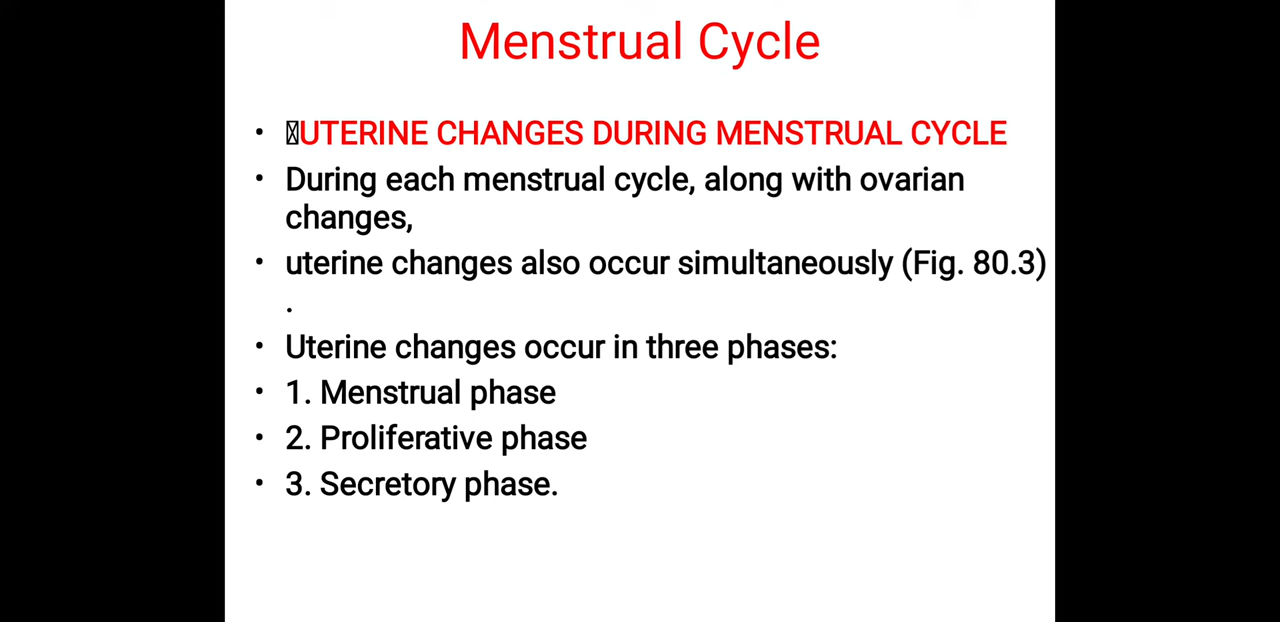 Menstrual Cycle
• UTERINE CHANGES DURING MENSTRUAL CYCLE
• During each menstrual cycle, along with ovarian
changes,
• uterine changes also occur simultaneously (Fig. 80.3)
.
• Uterine changes occur in three phases:
• 1. Menstrual phase
• 2. Proliferative phase
• 3. Secretory phase.